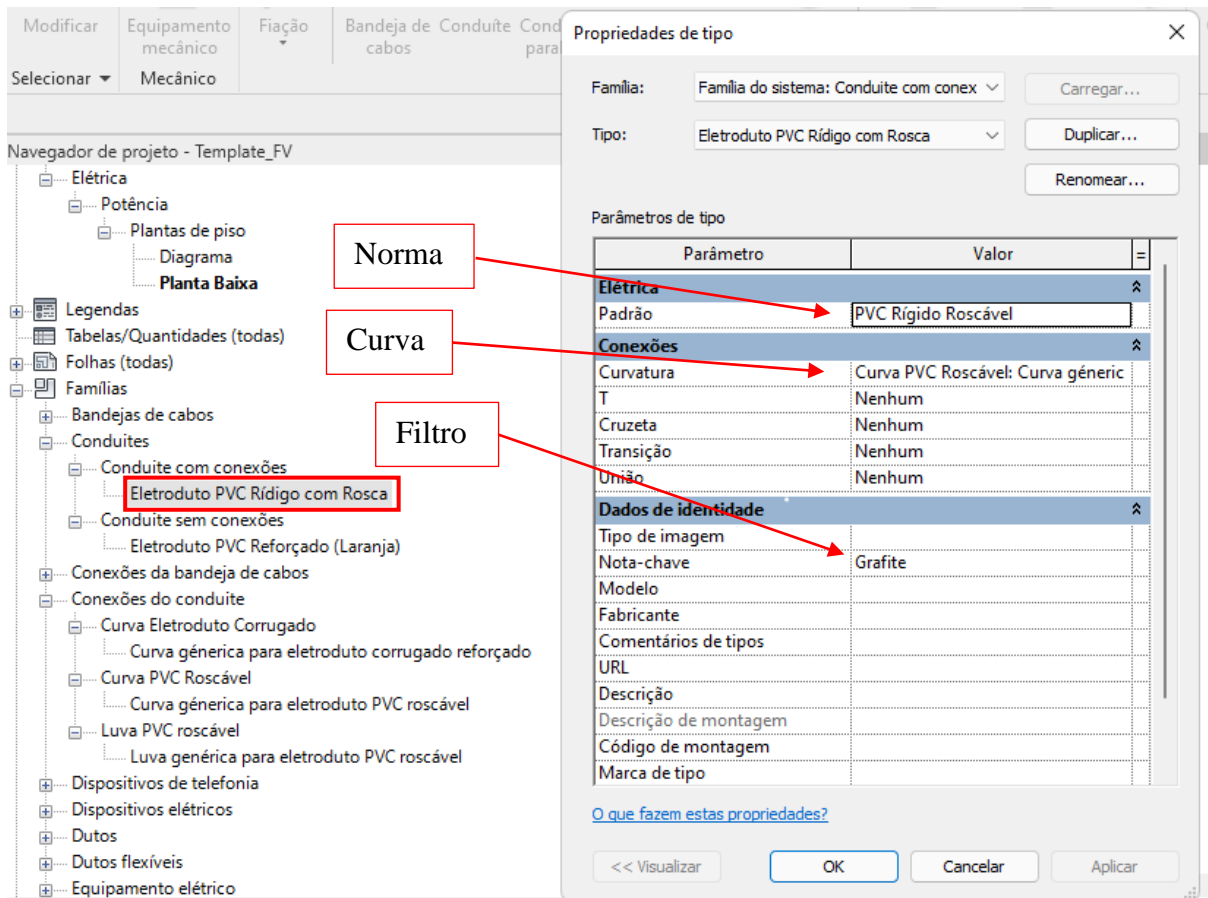 Modificar
Equipamento mecânico
Fiação
Bandeja de cabos
Conduíte
Cond
paral
Selecionar
Mecânico
Navegador de projeto - Template_FV
Elétrica
Potência
Plantas de piso
Diagrama
Planta Baixa
Legendas
Tabelas/Quantidades (todas)
Folhas (todas)
Famílias
Bandejas de cabos
Conduites
Conduite com conexões
Eletroduto PVC Rídigo com Rosca
Conduite sem conexões
Eletroduto PVC Reforçado (Laranja)
Conexões da bandeja de cabos
Conexões do conduite
Curva Eletroduto Corrugado
Curva génerica para eletroduto corrugado reforçado
Curva PVC Roscável
Curva génerica para eletroduto PVC roscável
Luva PVC roscável
Luva genérica para eletroduto PVC roscável
Dispositivos de telefonia
Dispositivos elétricos
Dutos
Dutos flexíveis
Equipamento elétrico
Norma
Curva
Filtro
Propriedades de tipo
Família:
Família do sistema: Conduite com conex
Carregar...
Tipo:
Eletroduto PVC Rídigo com Rosca
Duplicar...
Renomear...
Parâmetros de tipo
Parâmetro Valor =
Elétrica
Padrão PVC Rígido Roscável
Conexões
Curvatura Curva PVC Roscável: Curva géneric
T Nenhum
Cruzeta Nenhum
Transição Nenhum
União Nenhum
Dados de identidade
Tipo de imagem
Nota-chave Grafite
Modelo
Fabricante
Comentários de tipos
URL
Descrição
Descrição de montagem
Código de montagem
Marca de tipo
O que fazem estas propriedades?
<< Visualizar
OK
Cancelar
Aplicar